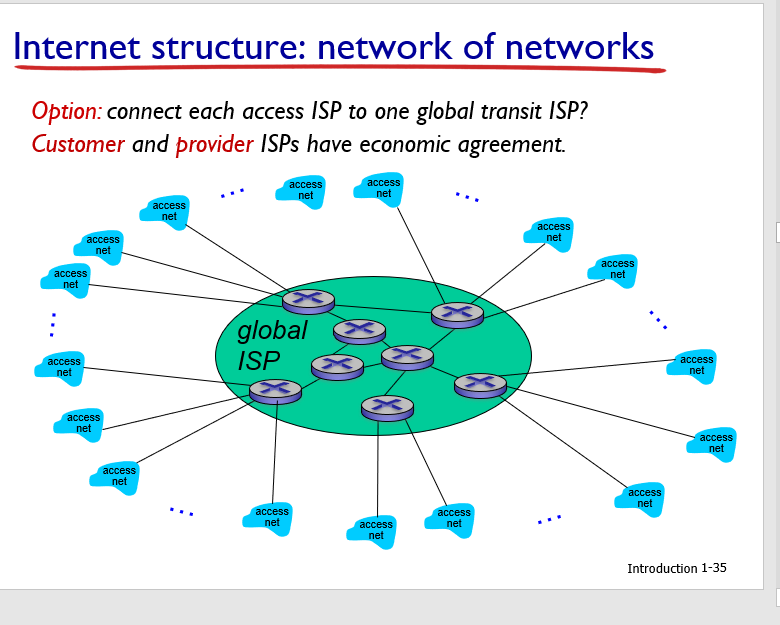 Internet structure: network of networks
Option: connect each access ISP to one global transit ISP?
Customer and provider ISPs have economic agreement.
access
net
access
net
access
net
access
net
access
net
access
net
access
net
access
net
global
ISP
access
net
access
net
access
net
access
net
access
net
access
net
access
net
access
net
access
net
Introduction 1-35